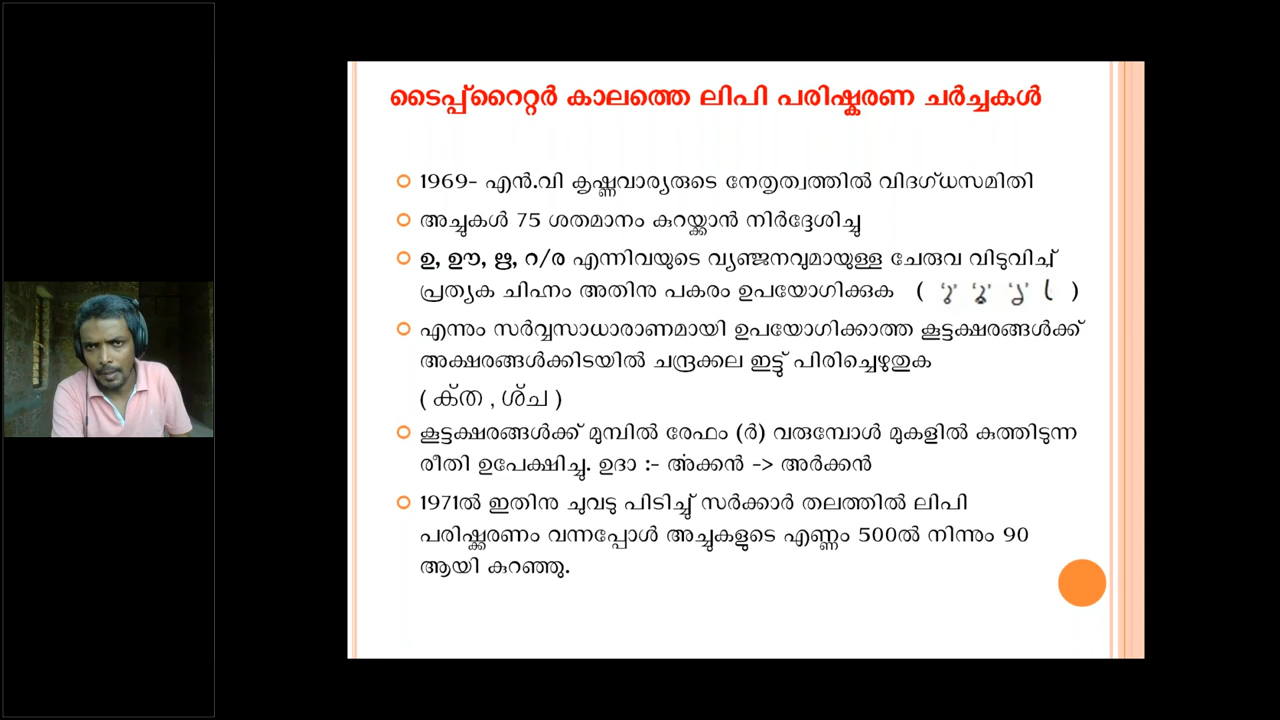 ടൈപ്പ്റൈറ്റർ കാലത്തെ ലിപി പരിഷ്കരണ ചർച്ചകൾ
1969- എൻ.വി കൃഷ്ണവാര്യരുടെ നേതൃത്വത്തിൽ വിദഗ്ധസമിതി
അച്ചുകൾ 75 ശതമാനം കുറയ്ക്കാൻ നിർദ്ദേശിച്ചു
ഉ, ഊ, ഋ, റ/ര എന്നിവയുടെ വ്യഞ്ജനവുമായുള്ള ചേരുവ വിടുവിച്ച്
പ്രത്യക ചിഹ്നം അതിനു പകരം ഉപയോഗിക്കുക ( ു ൂ ൃ ്ര )
എന്നും സർവ്വസാധാരാണമായി ഉപയോഗിക്കാത്ത കൂട്ടക്ഷരങ്ങൾക്ക്
അക്ഷരങ്ങൾക്കിടയിൽ ചന്ദ്രക്കല ഇട്ടു് പിരിച്ചെഴുതുക
( ക്‌ത , ശ്‌ച )
കൂട്ടക്ഷരങ്ങൾക്ക് മുമ്പിൽ രേഫം (ർ) വരുമ്പോൾ മുകളിൽ കുത്തിടുന്ന
രീതി ഉപേക്ഷിച്ചു. ഉദാ :- അൎക്കൻ -> അർക്കൻ
1971ൽ ഇതിനു ചുവടു പിടിച്ച് സർക്കാർ തലത്തിൽ ലിപി
പരിഷ്ക്കരണം വന്നപ്പോൾ അച്ചുകളുടെ എണ്ണം 500ൽ നിന്നും 90
ആയി കുറഞ്ഞു.